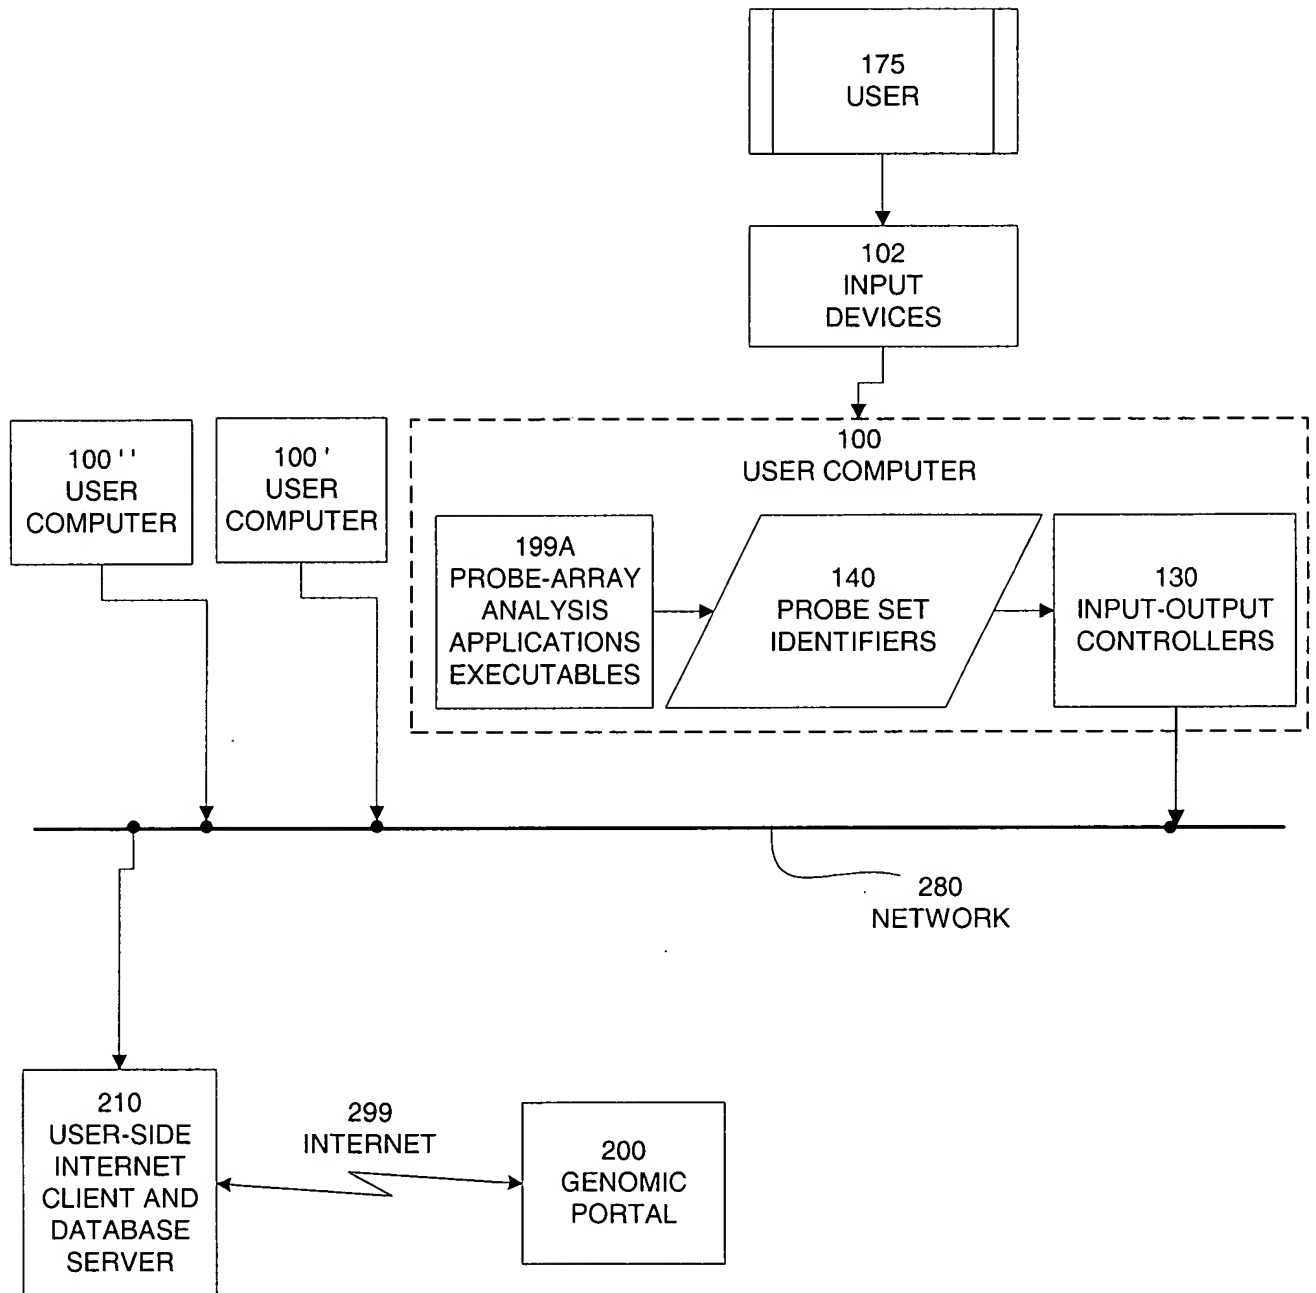 175
USER
102
INPUT
DEVICES
100 ''
USER
COMPUTER
100 '
USER
COMPUTER
100
USER COMPUTER
199A
PROBE-ARRAY
ANALYSIS
APPLICATIONS
EXECUTABLES
140
PROBE SET
IDENTIFIERS
130
INPUT-OUTPUT
CONTROLLERS
280
NETWORK
210
USER-SIDE
INTERNET
CLIENT AND
DATABASE
SERVER
299
INTERNET
200
GENOMIC
PORTAL